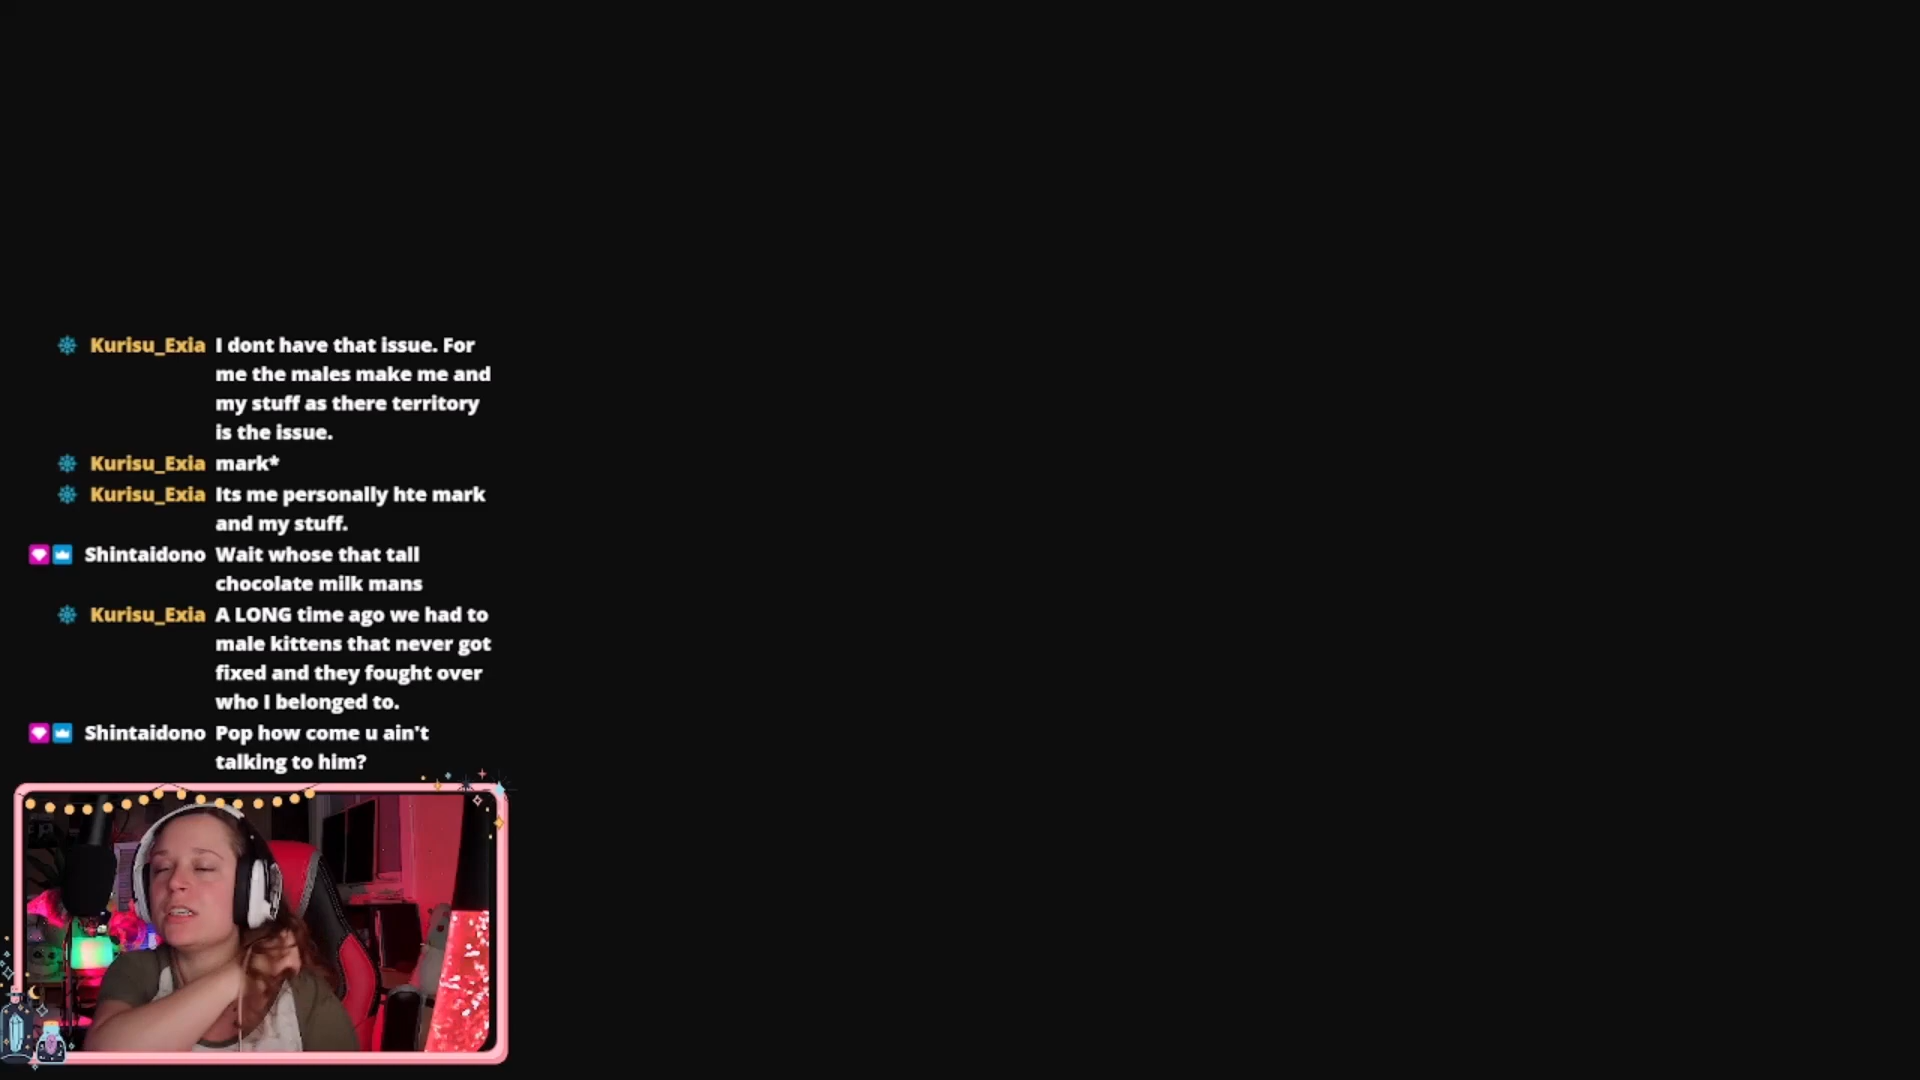 Kurisu_Exia I dont have that issue. For
me the males make me and
my stuff as there territory
is the issue.
Kurisu_Exia mark*
Kurisu_Exia Its me personally hte mark
and my stuff.
Shintaidono Wait whose that tall
chocolate milk mans
Kurisu_Exia A LONG time ago we had to
male kittens that never got
fixed and they fought over
who I belonged to.
Shintaidono Pop how come u ain't
talking to him?